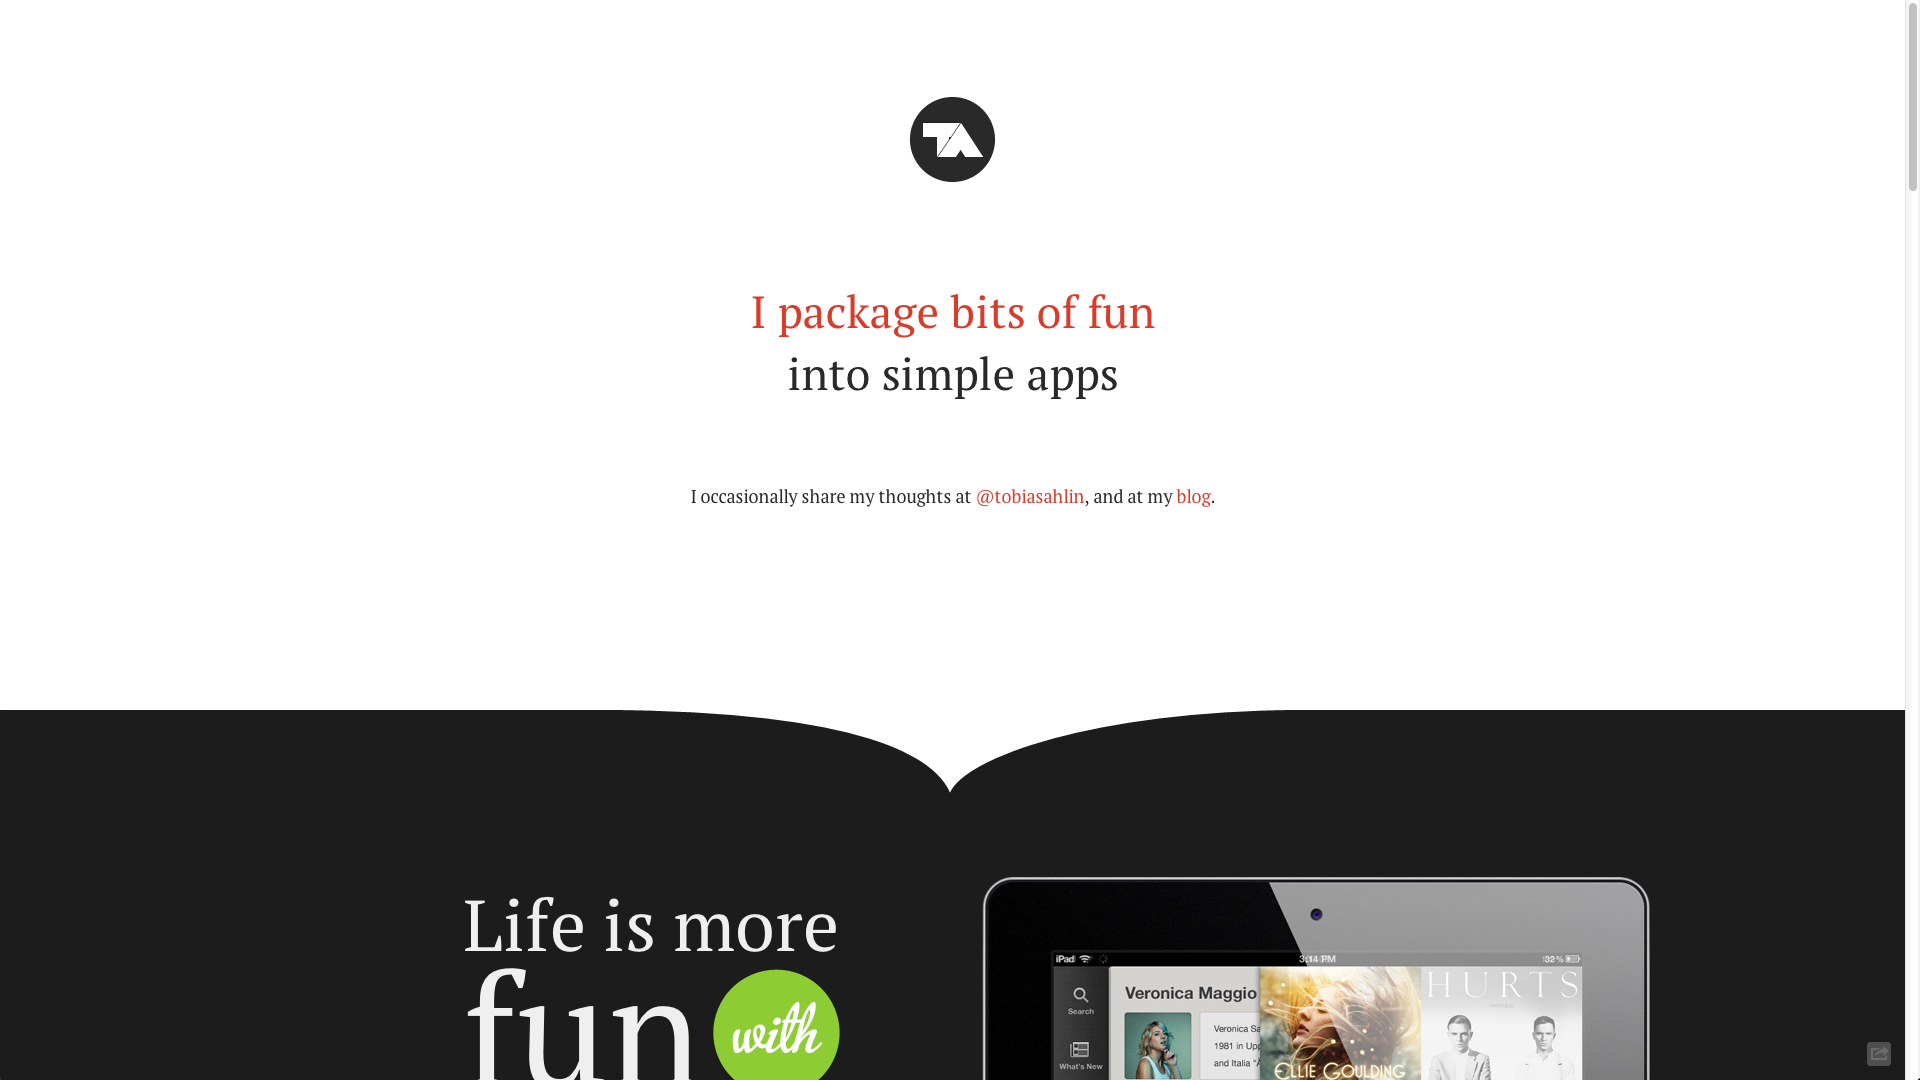 TA
I package bits of fun
into simple apps
I occasionally share my thoughts at @tobiasahlin, and at my blog.
Life is more
fun with
iPad 3:14 PM 32%
Search
Veronica Maggio
HURTS
Veronica Sa
1981 in Upp
and Italia "A
What's New
ELLIE GOULDING